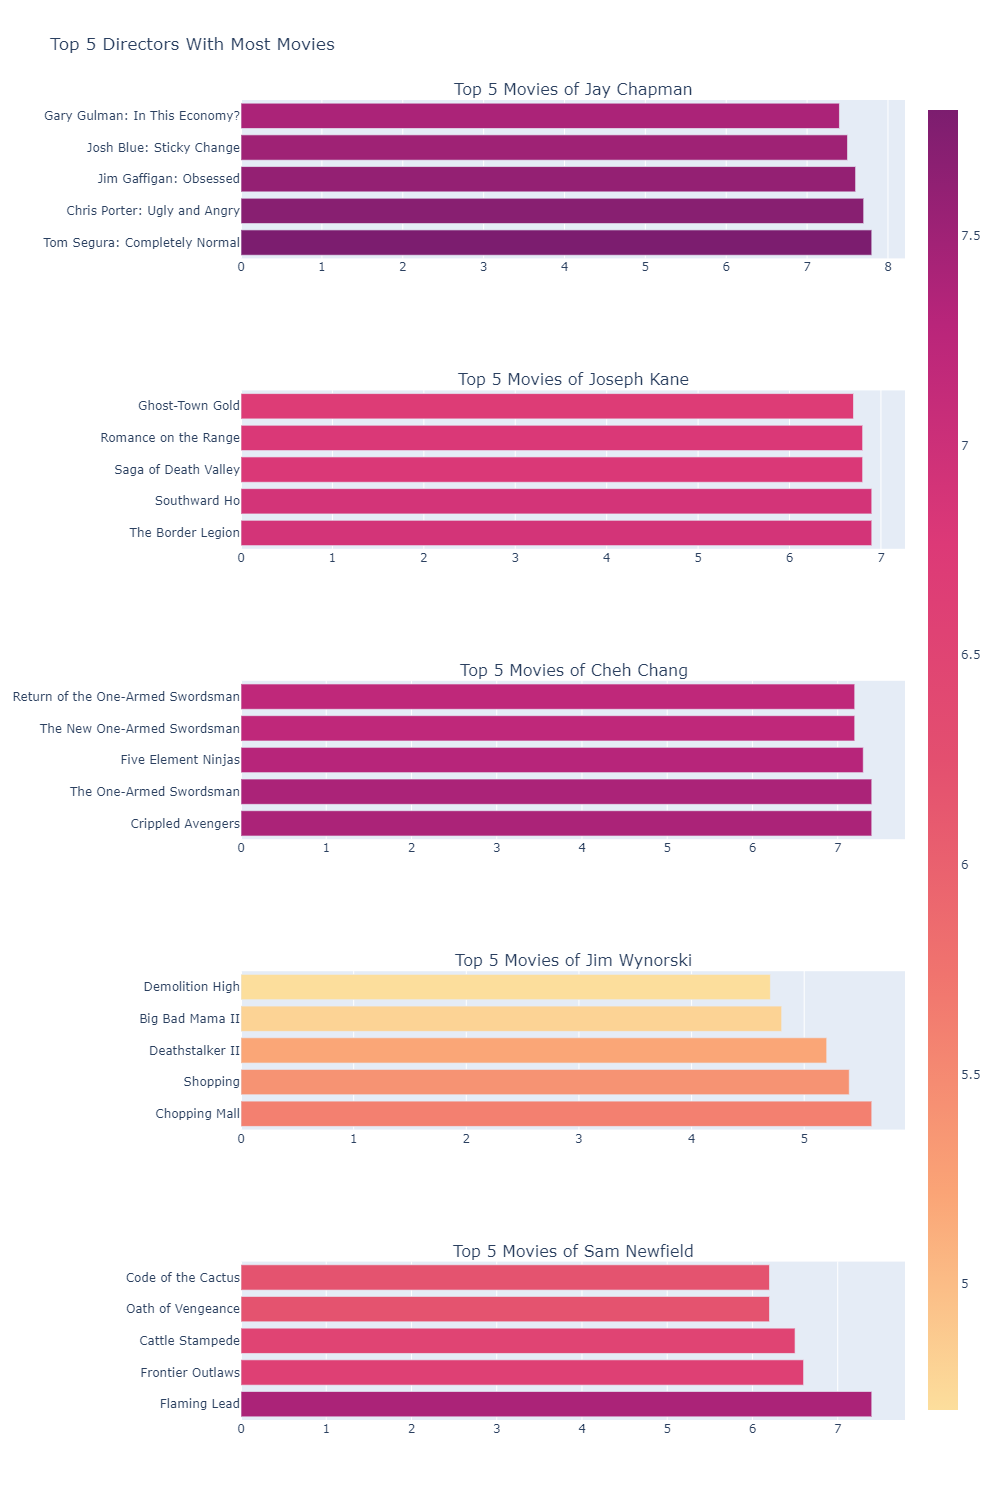 Top 5 Directors With Most Movies
Top 5 Movies of Jay Chapman
Gary Gulman: In This Economy?
Josh Blue: Sticky Change
Jim Gaffigan: Obsessed
Chris Porter: Ugly and Angry
Tom Segura: Completely Normal
0 1 2 3 4 5 6 7 8
Top 5 Movies of Joseph Kane
Ghost-Town Gold
Romance on the Range
Saga of Death Valley
Southward Ho
The Border Legion
0 1 2 3 4 5 6 7
Top 5 Movies of Cheh Chang
Return of the One-Armed Swordsman
The New One-Armed Swordsman
Five Element Ninjas
The One-Armed Swordsman
Crippled Avengers
0 1 2 3 4 5 6 7
Top 5 Movies of Jim Wynorski
Demolition High
Big Bad Mama II
Deathstalker II
Shopping
Chopping Mall
0 1 2 3 4 5
Top 5 Movies of Sam Newfield
Code of the Cactus
Oath of Vengeance
Cattle Stampede
Frontier Outlaws
Flaming Lead
0 1 2 3 4 5 6 7
7.5
7
6.5
6
5.5
5